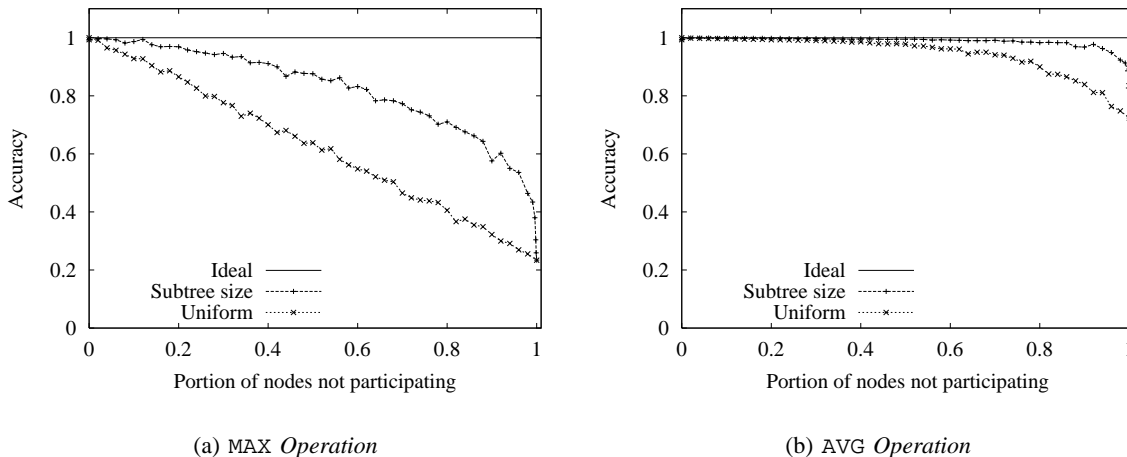 1
0.8
0.6
0.4
0.2
0
Accuracy
Ideal
Subtree size
Uniform
0 0.2 0.4 0.6 0.8 1
Portion of nodes not participating
(a) MAX Operation
1
0.8
0.6
0.4
0.2
0
Accuracy
Ideal
Subtree size
Uniform
0 0.2 0.4 0.6 0.8 1
Portion of nodes not participating
(b) AVG Operation